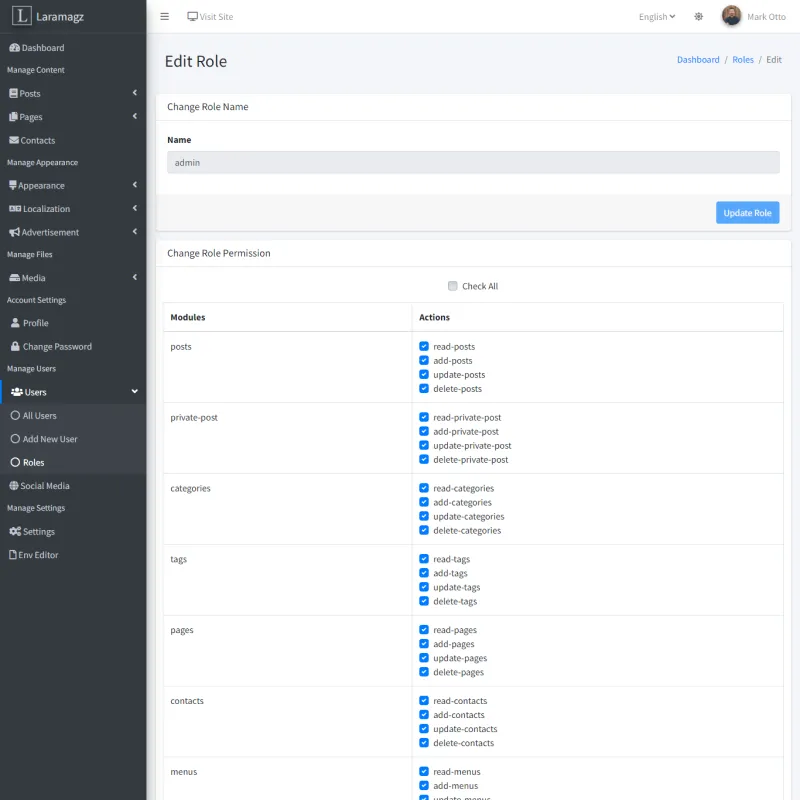 L Laramagz
Visit Site
English
Mark Otto
Dashboard
Manage Content
Posts
Pages
Contacts
Manage Appearance
Appearance
Localization
Advertisement
Manage Files
Media
Account Settings
Profile
Change Password
Manage Users
Users
All Users
Add New User
Roles
Social Media
Manage Settings
Settings
Env Editor
Edit Role
Dashboard / Roles / Edit
Change Role Name
Name
admin
Update Role
Change Role Permission
Check All
Modules Actions
posts
read-posts
add-posts
update-posts
delete-posts
private-post
read-private-post
add-private-post
update-private-post
delete-private-post
categories
read-categories
add-categories
update-categories
delete-categories
tags
read-tags
add-tags
update-tags
delete-tags
pages
read-pages
add-pages
update-pages
delete-pages
contacts
read-contacts
add-contacts
update-contacts
delete-contacts
menus
read-menus
add-menus
update-menus